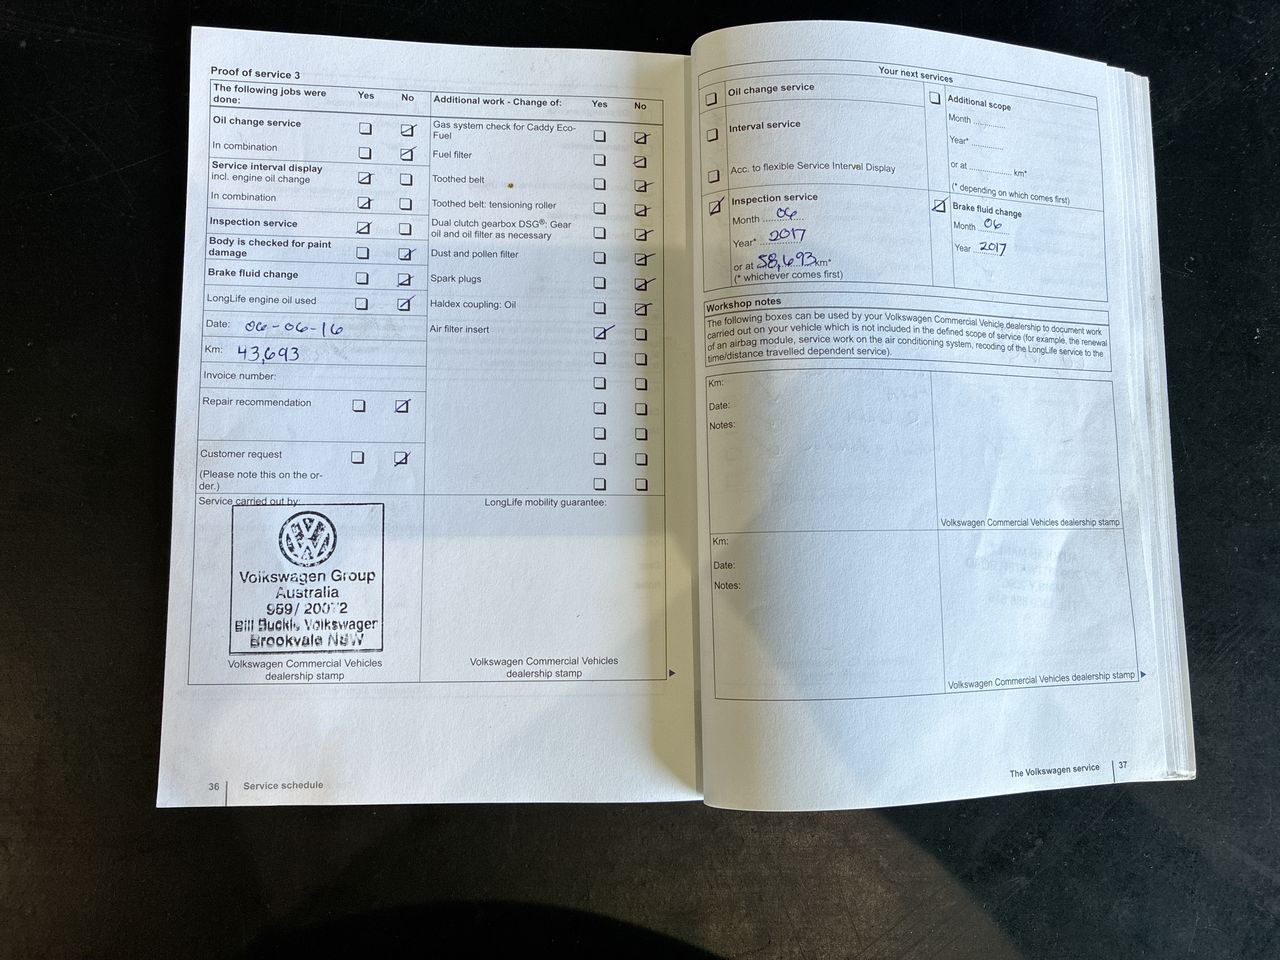 Proof of service 3
The following jobs were
done:
Yes
No
Oil change service
In combination
Service interval display
incl. engine oil change
In combination
Inspection service
Body is checked for paint
damage
Brake fluid change
LongLife engine oil used
Date: 06-06-16
Km: 43,693
Invoice number:
Repair recommendation
Customer request
(Please note this on the or-
der.)
Service carried out by:
Volkswagen Group
Australia
Volkswagen
Brookvale NSW
Volkswagen Commercial Vehicles
dealership stamp
Additional work - Change of:
Yes
No
Gas system check for Caddy Eco-
Fuel
Fuel filter
Toothed belt
Toothed belt: tensioning roller
Dual clutch gearbox DSG®: Gear
oil and oil filter as necessary
Dust and pollen filter
Spark plugs
Haldex coupling: Oil
Air filter insert
LongLife mobility guarantee:
Volkswagen Commercial Vehicles
dealership stamp
36
Service schedule
Your next services
Oil change service
Interval service
Acc. to flexible Service Interval Display
Additional scope
Month ............
Year* ............
or at ................ km*
(* depending on which comes first)
Inspection service
Month 06
Year* 2017
or at 58,693 km*
(* whichever comes first)
Brake fluid change
Month 06
Year 2017
Workshop notes
The following boxes can be used by your Volkswagen Commercial Vehicle dealership to document work
carried out on your vehicle which is not included in the defined scope of service (for example, the renewal
of an airbag module, service work on the air conditioning system, recoding of the LongLife service to the
time/distance travelled dependent service).
Km:
Date:
Notes:
Volkswagen Commercial Vehicles dealership stamp
Km:
Date:
Notes:
Volkswagen Commercial Vehicles dealership stamp
The Volkswagen service
37